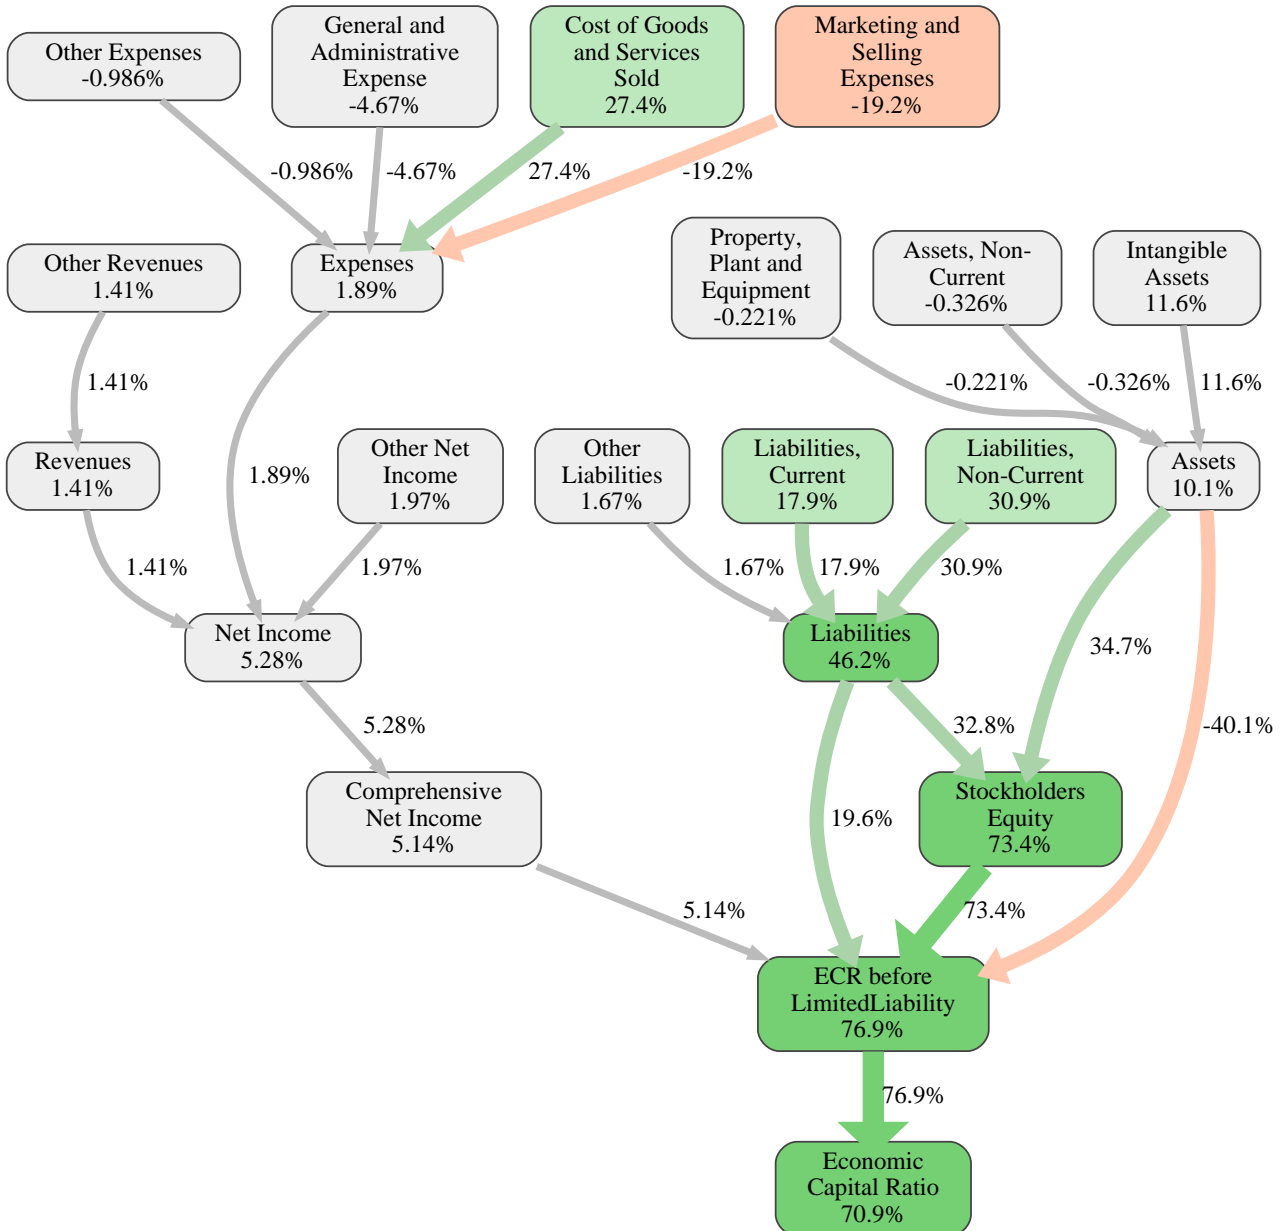 Other Expenses
-0.986%
General and
Administrative
Expense
-4.67%
Cost of Goods
and Services
Sold
27.4%
Marketing and
Selling
Expenses
-19.2%
-0.986%
-4.67%
27.4%
-19.2%
Other Revenues
1.41%
Expenses
1.89%
Property,
Plant and
Equipment
-0.221%
Assets, Non-
Current
-0.326%
Intangible
Assets
11.6%
1.41%
-0.221%
-0.326%
11.6%
Revenues
1.41%
1.89%
Other Net
Income
1.97%
Other
Liabilities
1.67%
Liabilities,
Current
17.9%
Liabilities,
Non-Current
30.9%
Assets
10.1%
1.41%
1.97%
1.67%
17.9%
30.9%
Net Income
5.28%
Liabilities
46.2%
34.7%
5.28%
32.8%
-40.1%
Comprehensive
Net Income
5.14%
19.6%
Stockholders
Equity
73.4%
5.14%
73.4%
ECR before
LimitedLiability
76.9%
76.9%
Economic
Capital Ratio
70.9%